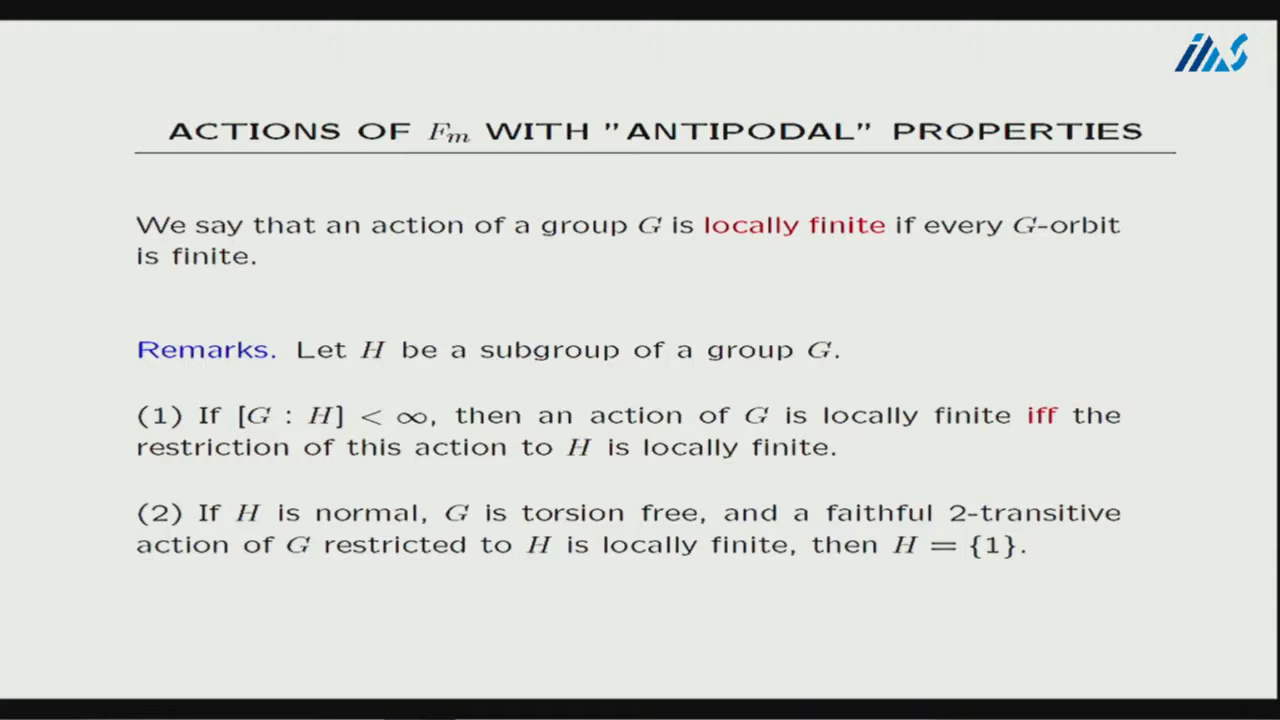 IIAS
ACTIONS OF Fₘ WITH "ANTIPODAL" PROPERTIES
We say that an action of a group G is locally finite if every G-orbit
is finite.
Remarks. Let H be a subgroup of a group G.
(1) If [G : H] < ∞, then an action of G is locally finite iff the
restriction of this action to H is locally finite.
(2) If H is normal, G is torsion free, and a faithful 2-transitive
action of G restricted to H is locally finite, then H = {1}.